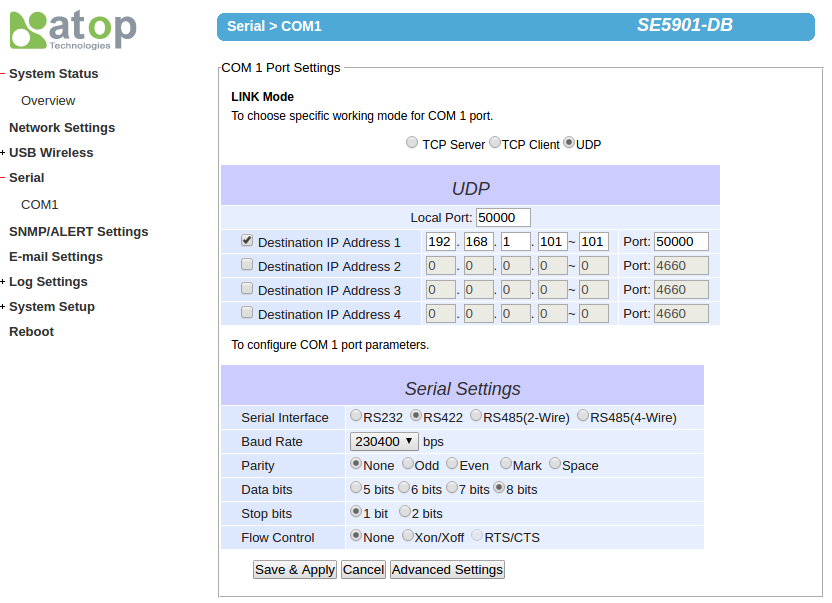 atop
Technologies
System Status
Overview
Network Settings
USB Wireless
Serial
COM1
SNMP/ALERT Settings
E-mail Settings
Log Settings
System Setup
Reboot
Serial > COM1 SE5901-DB
COM 1 Port Settings
LINK Mode
To choose specific working mode for COM 1 port.
TCP Server TCP Client UDP
UDP
Local Port: 50000
Destination IP Address 1 192 . 168 . 1 . 101 ~ 101 Port: 50000
Destination IP Address 2 0 . 0 . 0 . 0 ~ 0 Port: 4660
Destination IP Address 3 0 . 0 . 0 . 0 ~ 0 Port: 4660
Destination IP Address 4 0 . 0 . 0 . 0 ~ 0 Port: 4660
To configure COM 1 port parameters.
Serial Settings
Serial Interface RS232 RS422 RS485(2-Wire) RS485(4-Wire)
Baud Rate 230400 bps
Parity None Odd Even Mark Space
Data bits 5 bits 6 bits 7 bits 8 bits
Stop bits 1 bit 2 bits
Flow Control None Xon/Xoff RTS/CTS
Save & Apply Cancel Advanced Settings